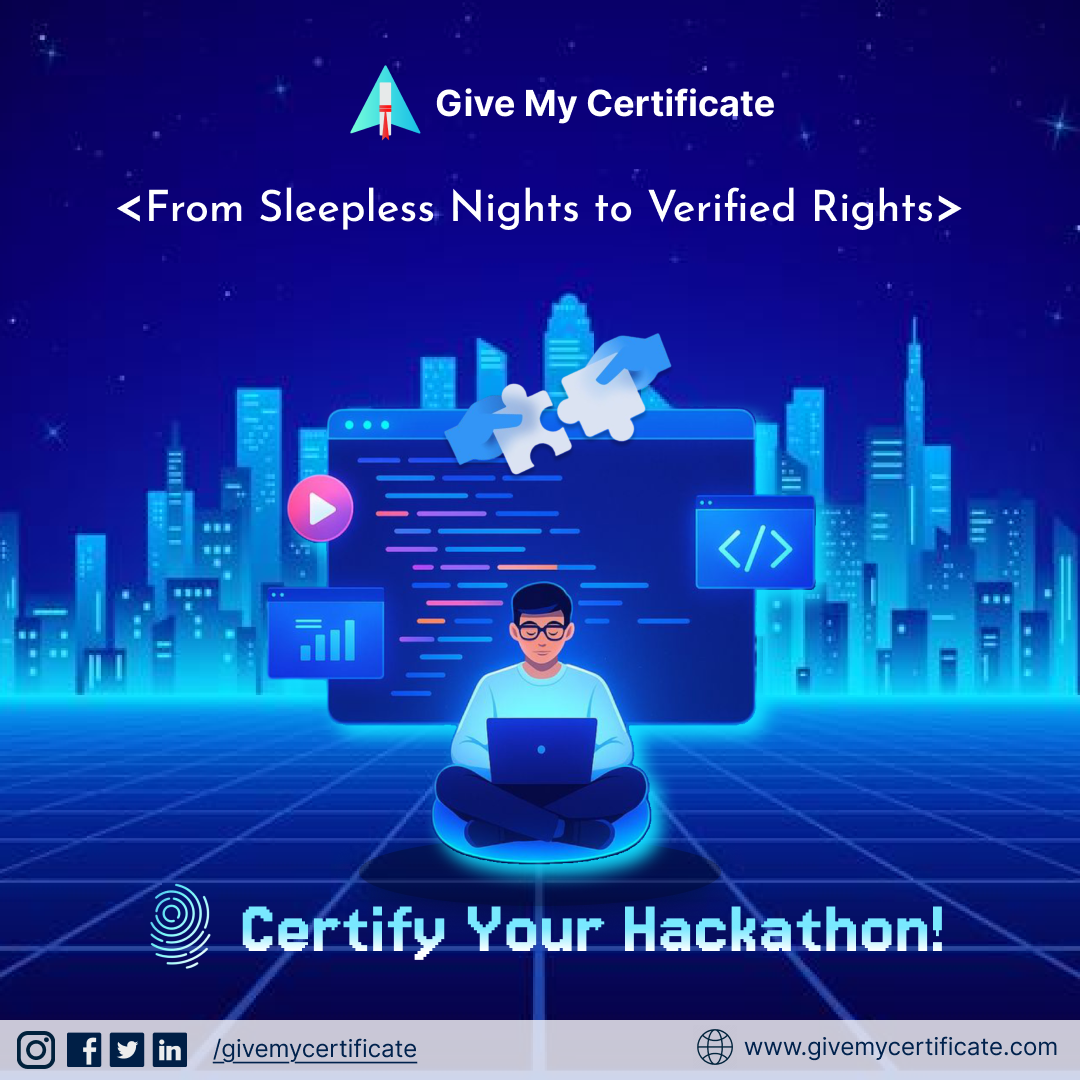 Give My Certificate
<From Sleepless Nights to Verified Rights>
</>
Certify Your Hackathon!
/givemycertificate
www.givemycertificate.com